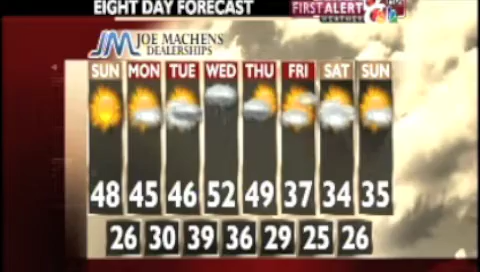 EIGHT DAY FORECAST
FIRST ALERT
WEATHER
JM JOE MACHENS
DEALERSHIPS
SUN MON TUE WED THU FRI SAT SUN
48 45 46 52 49 37 34 35
26 30 39 36 29 25 26